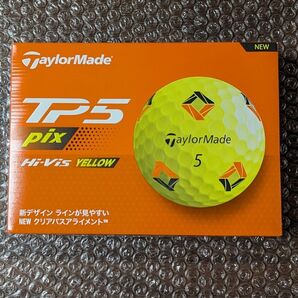 TaylorMade
NEW
TP5
pix
Hi-Vis YELLOW
TaylorMade
5
新デザイン ラインが見やすい
NEW クリアパスアライメント™